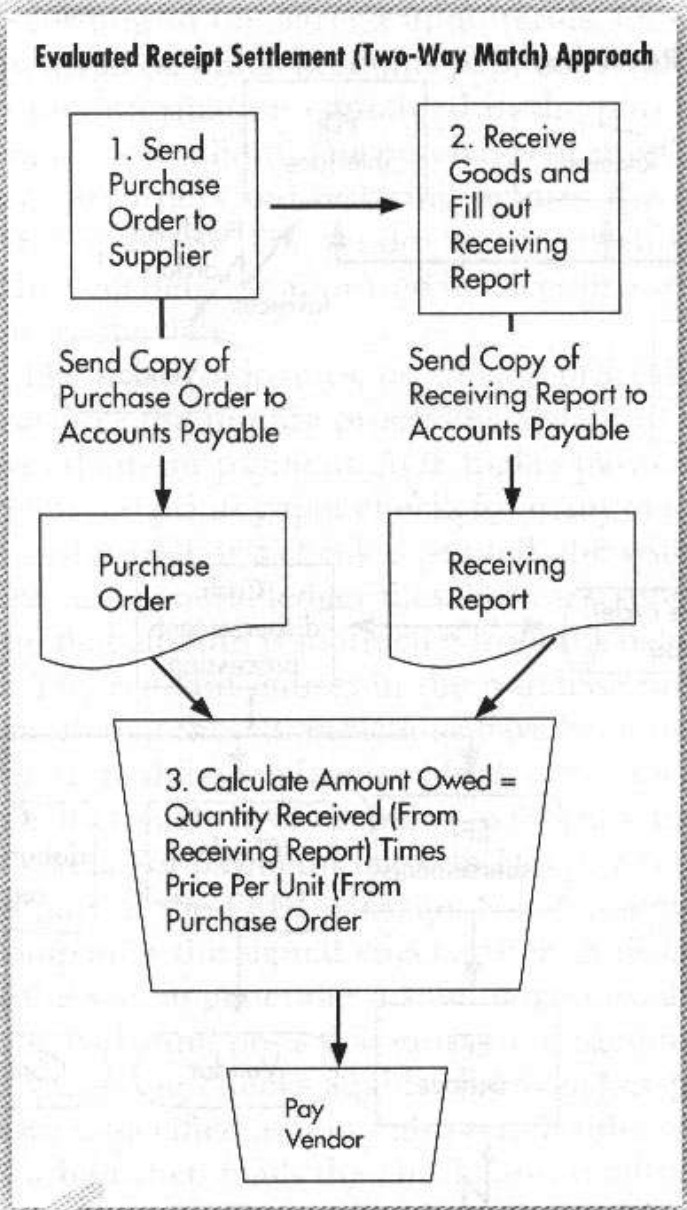 Evaluated Receipt Settlement (Two-Way Match) Approach
1. Send
Purchase
Order to
Supplier
2. Receive
Goods and
Fill out
Receiving
Report
Send Copy of
Purchase Order to
Accounts Payable
Send Copy of
Receiving Report to
Accounts Payable
Purchase
Order
Receiving
Report
3. Calculate Amount Owed =
Quantity Received (From
Receiving Report) Times
Price Per Unit (From
Purchase Order
Pay
Vendor